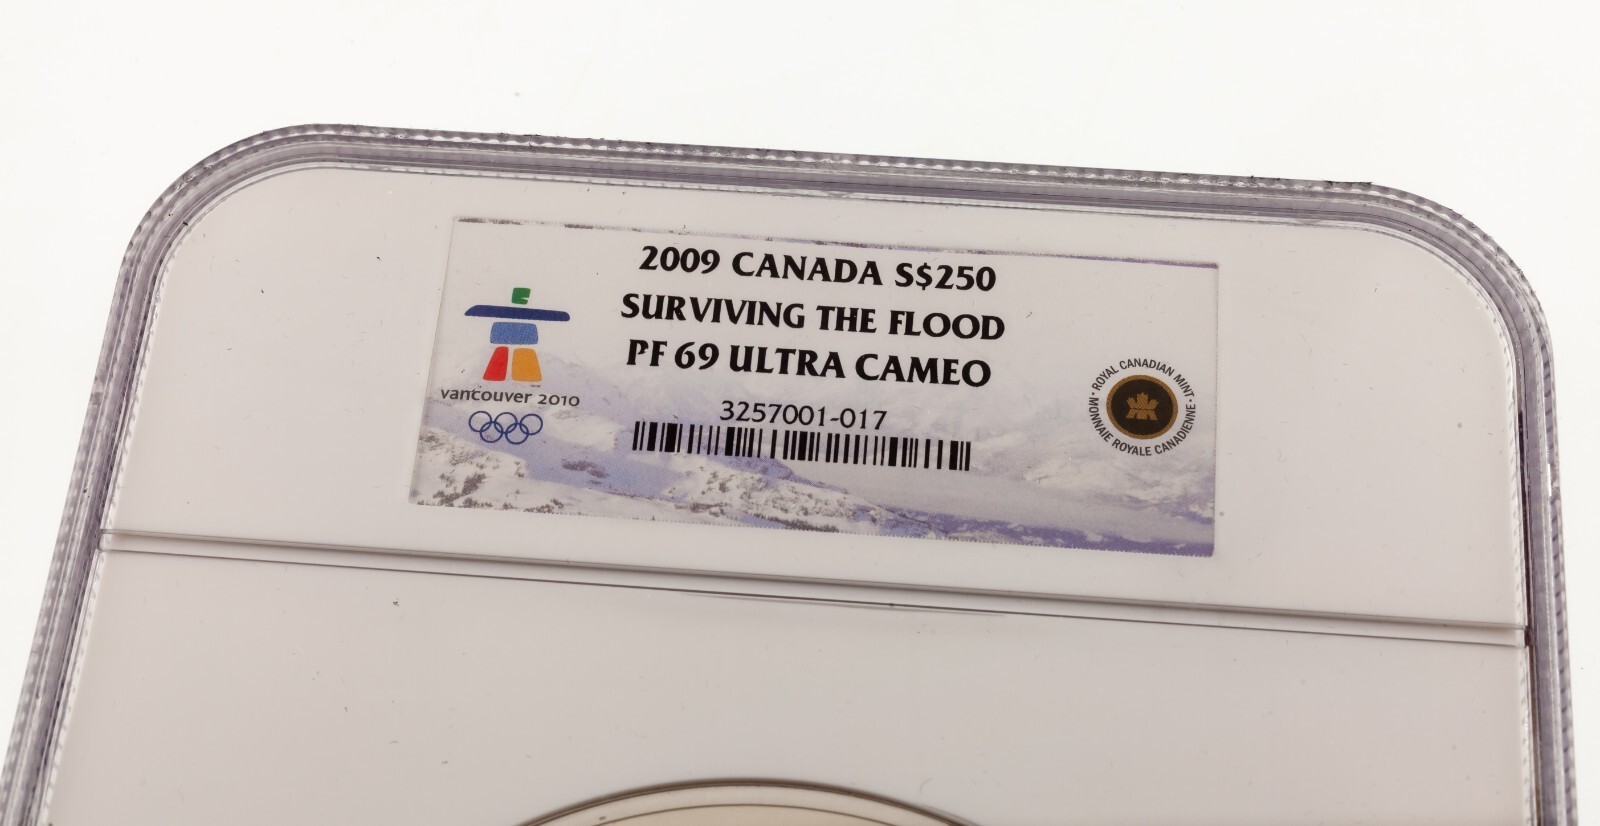 2009 CANADA S$250
SURVIVING THE FLOOD
PF 69 ULTRA CAMEO
3257001-017
vancouver 2010
ROYAL CANADIAN MINT
MONNAIE ROYALE CANADIENNE